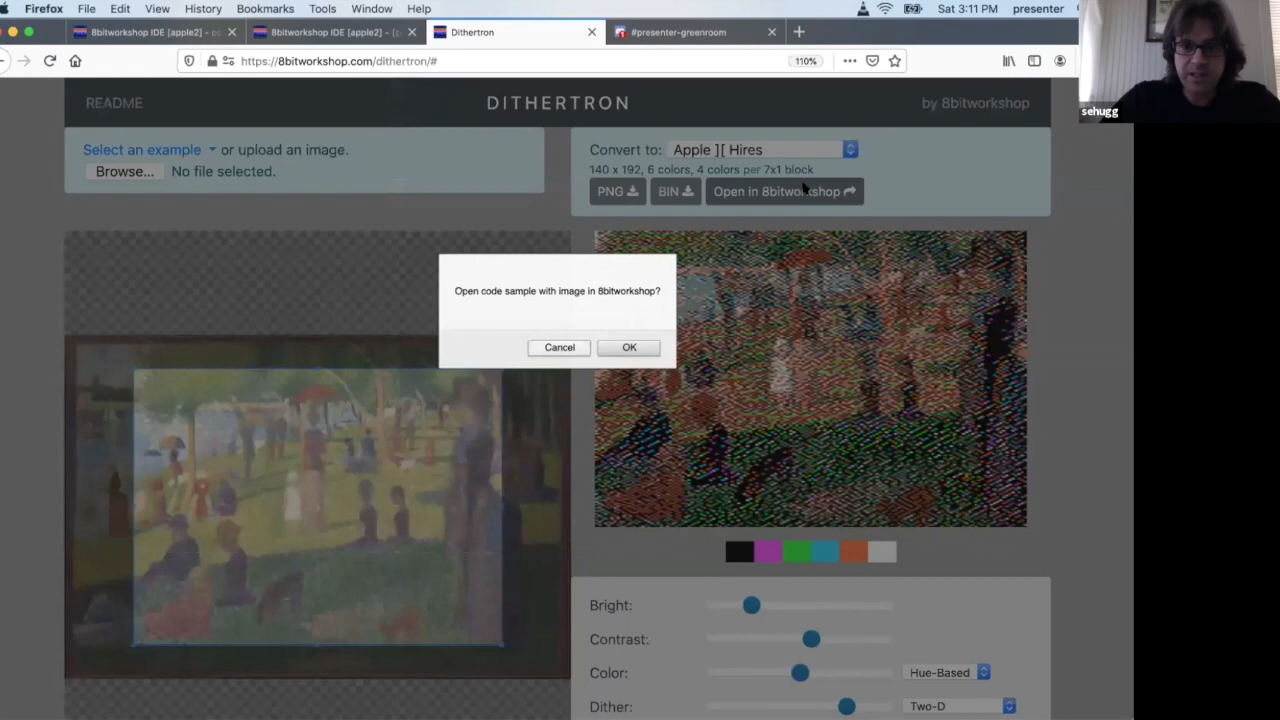 Firefox File Edit View History Bookmarks Tools Window Help Sat 3:11 PM presenter
8bitworkshop IDE [apple2] - 8bitworkshop IDE [apple2] - Dithertron #presenter-greenroom
https://8bitworkshop.com/dithertron/# 110%
sehugg
README DITHERTRON by 8bitworkshop
Select an example or upload an image.
Browse... No file selected.
Convert to: Apple ][ Hires
140 x 192, 6 colors, 4 colors per 7x1 block
PNG BIN Open in 8bitworkshop
Open code sample with image in 8bitworkshop?
Cancel OK
Bright:
Contrast:
Color: Hue-Based
Dither: Two-D